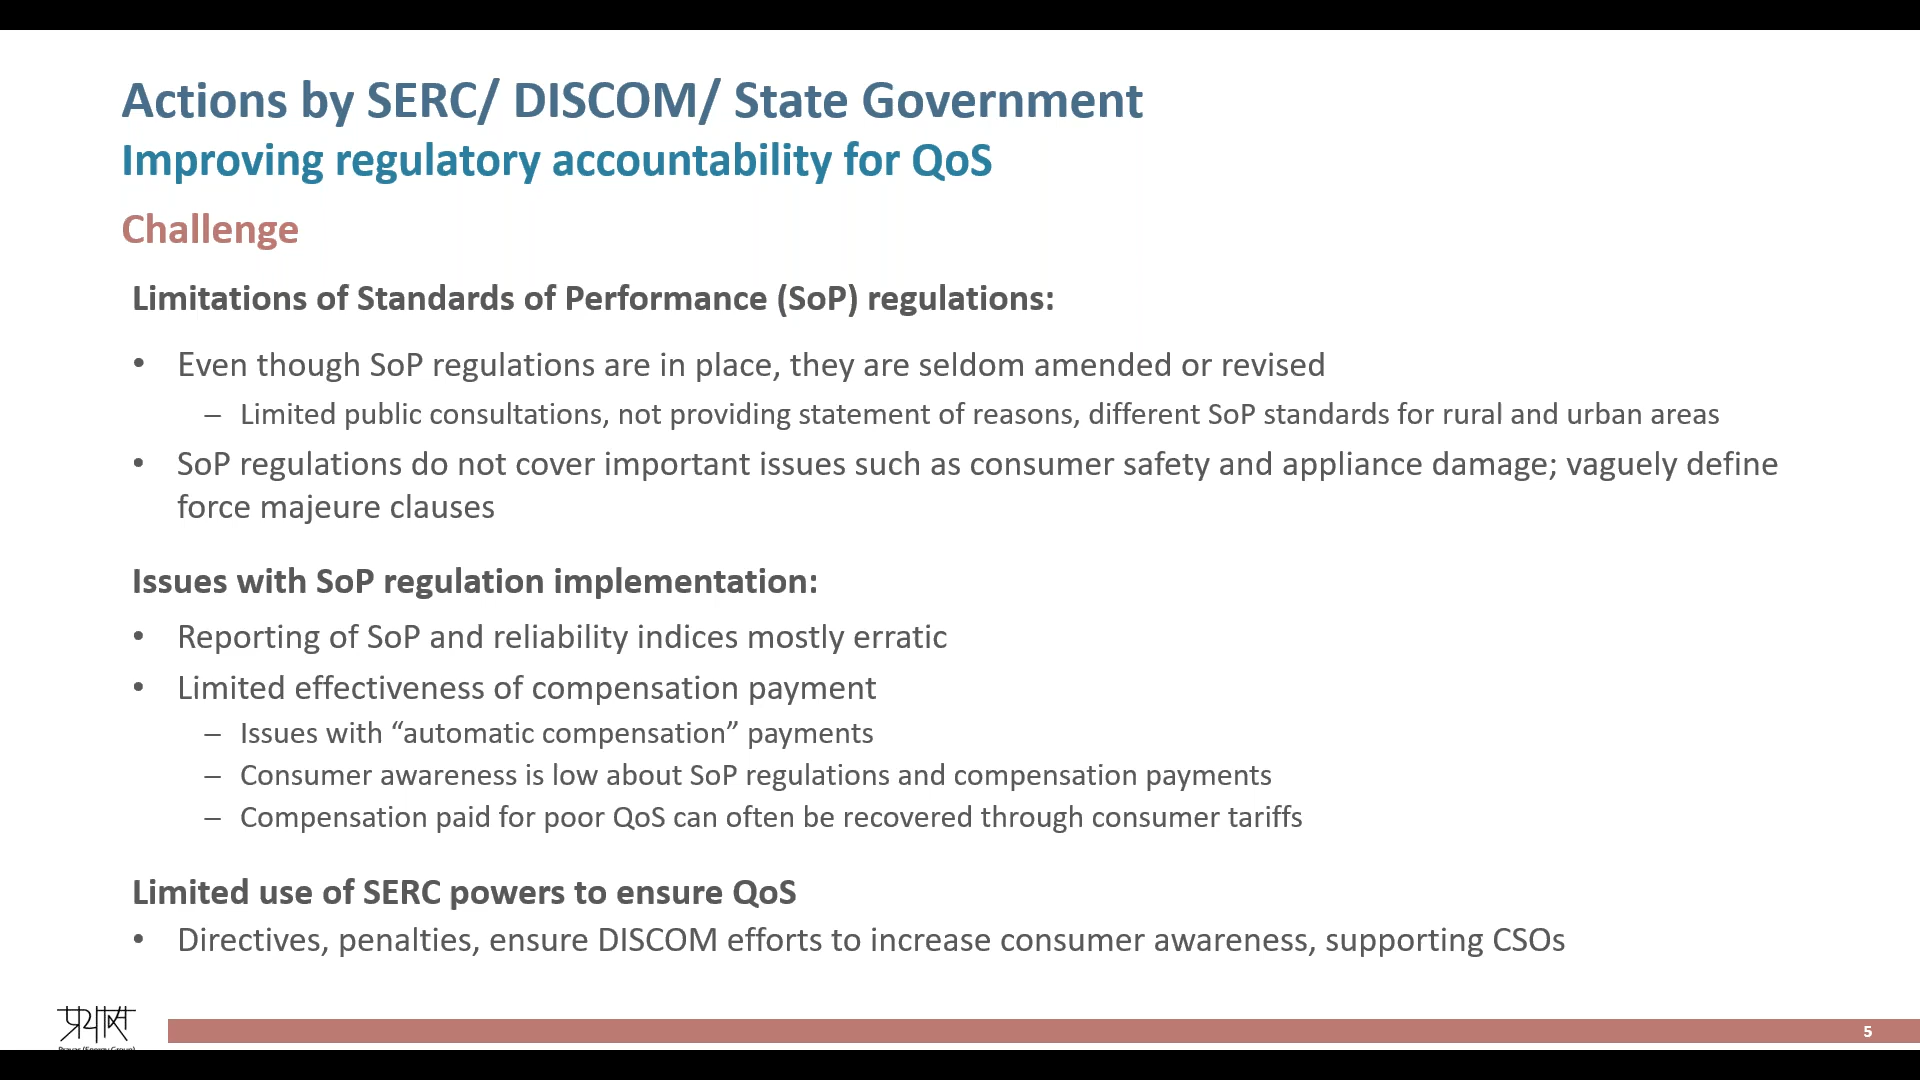 Actions by SERC/ DISCOM/ State Government
Improving regulatory accountability for QoS
Challenge
Limitations of Standards of Performance (SoP) regulations:
• Even though SoP regulations are in place, they are seldom amended or revised
– Limited public consultations, not providing statement of reasons, different SoP standards for rural and urban areas
• SoP regulations do not cover important issues such as consumer safety and appliance damage; vaguely define
force majeure clauses
Issues with SoP regulation implementation:
• Reporting of SoP and reliability indices mostly erratic
• Limited effectiveness of compensation payment
– Issues with “automatic compensation” payments
– Consumer awareness is low about SoP regulations and compensation payments
– Compensation paid for poor QoS can often be recovered through consumer tariffs
Limited use of SERC powers to ensure QoS
• Directives, penalties, ensure DISCOM efforts to increase consumer awareness, supporting CSOs
प्रयास
Prayas (Energy Group)
5